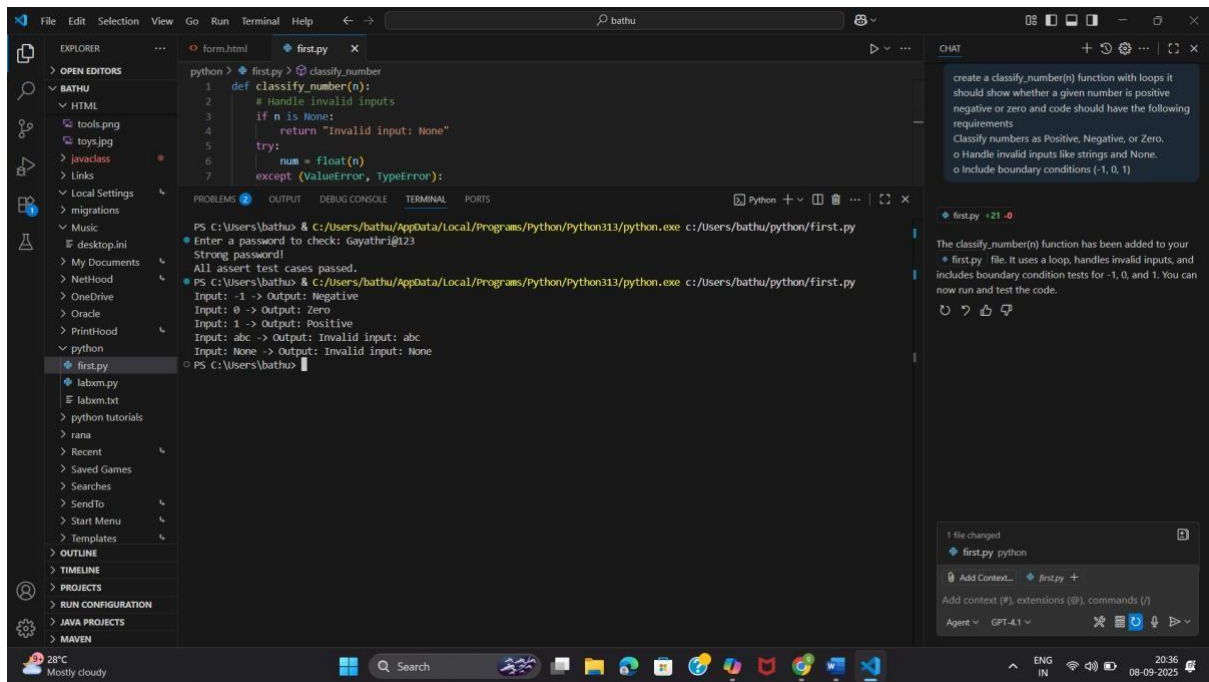 File Edit Selection View Go Run Terminal Help
bathu
EXPLORER
OPEN EDITORS
BATHU
HTML
tools.png
toys.jpg
javaclass
Links
Local Settings
migrations
Music
desktop.ini
My Documents
NetHood
OneDrive
Oracle
PrintHood
python
first.py
labxm.py
labxm.txt
python tutorials
rana
Recent
Saved Games
Searches
SendTo
Start Menu
Templates
OUTLINE
TIMELINE
PROJECTS
RUN CONFIGURATION
JAVA PROJECTS
MAVEN
form.html first.py
python > first.py > classify_number
1 def classify_number(n):
2 # Handle invalid inputs
3 if n is None:
4 return "Invalid input: None"
5 try:
6 num = float(n)
7 except (ValueError, TypeError):
PROBLEMS 2 OUTPUT DEBUG CONSOLE TERMINAL PORTS
Python
PS C:\Users\bathu> & C:/Users/bathu/AppData/Local/Programs/Python/Python313/python.exe c:/Users/bathu/python/first.py
Enter a password to check: Gayathri@123
Strong password!
All assert test cases passed.
PS C:\Users\bathu> & C:/Users/bathu/AppData/Local/Programs/Python/Python313/python.exe c:/Users/bathu/python/first.py
Input: -1 -> Output: Negative
Input: 0 -> Output: Zero
Input: 1 -> Output: Positive
Input: abc -> Output: Invalid input: abc
Input: None -> Output: Invalid input: None
PS C:\Users\bathu>
CHAT
create a classify_number(n) function with loops it
should show whether a given number is positive
negative or zero and code should have the following
requirements
Classify numbers as Positive, Negative, or Zero.
o Handle invalid inputs like strings and None.
o Include boundary conditions (-1, 0, 1)
first.py +21 -0
The classify_number(n) function has been added to your
first.py file. It uses a loop, handles invalid inputs, and
includes boundary condition tests for -1, 0, and 1. You can
now run and test the code.
1 file changed
first.py python
Add Context... first.py +
Add context (#), extensions (@), commands (/)
Agent GPT-4.1
28°C
Mostly cloudy
Search
ENG
IN
20:36
08-09-2025